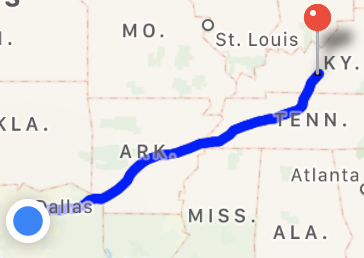 MO.
St. Louis
KY.
KLA.
TENN.
ARK.
Atlanta
Dallas
MISS.
ALA.